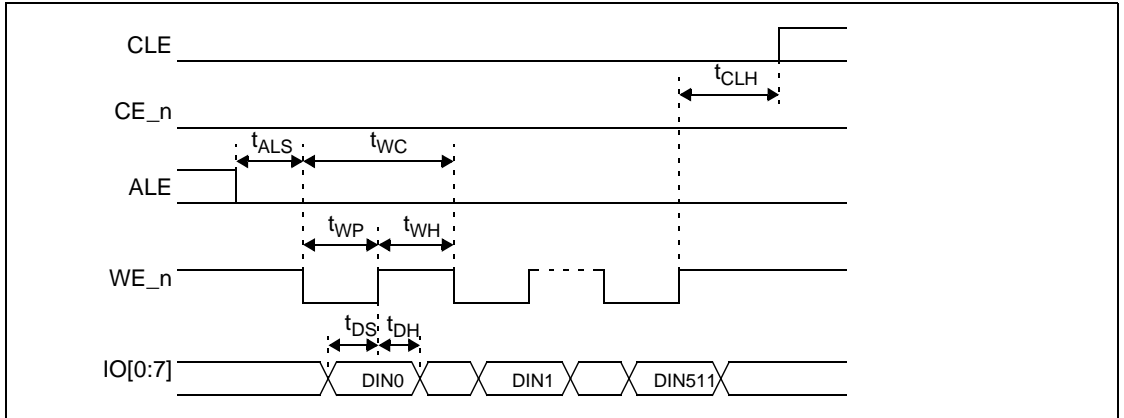 CLE
tCLH
CE_n
tALS
tWC
ALE
tWP
tWH
WE_n
tDS
tDH
IO[0:7]
DIN0
DIN1
DIN511